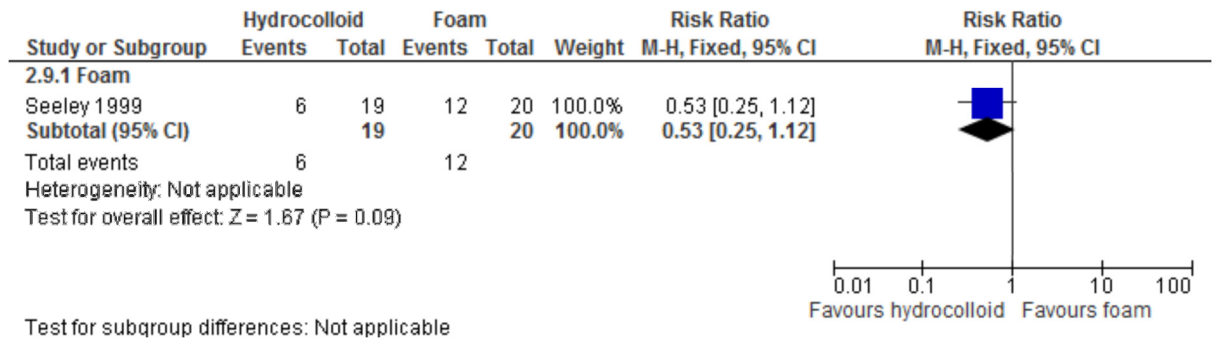 Hydrocolloid Foam Risk Ratio Risk Ratio
Study or Subgroup Events Total Events Total Weight M-H, Fixed, 95% CI M-H, Fixed, 95% CI
2.9.1 Foam
Seeley 1999 6 19 12 20 100.0% 0.53 [0.25, 1.12]
Subtotal (95% CI) 19 20 100.0% 0.53 [0.25, 1.12]
Total events 6 12
Heterogeneity: Not applicable
Test for overall effect: Z = 1.67 (P = 0.09)
0.01 0.1 1 10 100
Favours hydrocolloid Favours foam
Test for subgroup differences: Not applicable